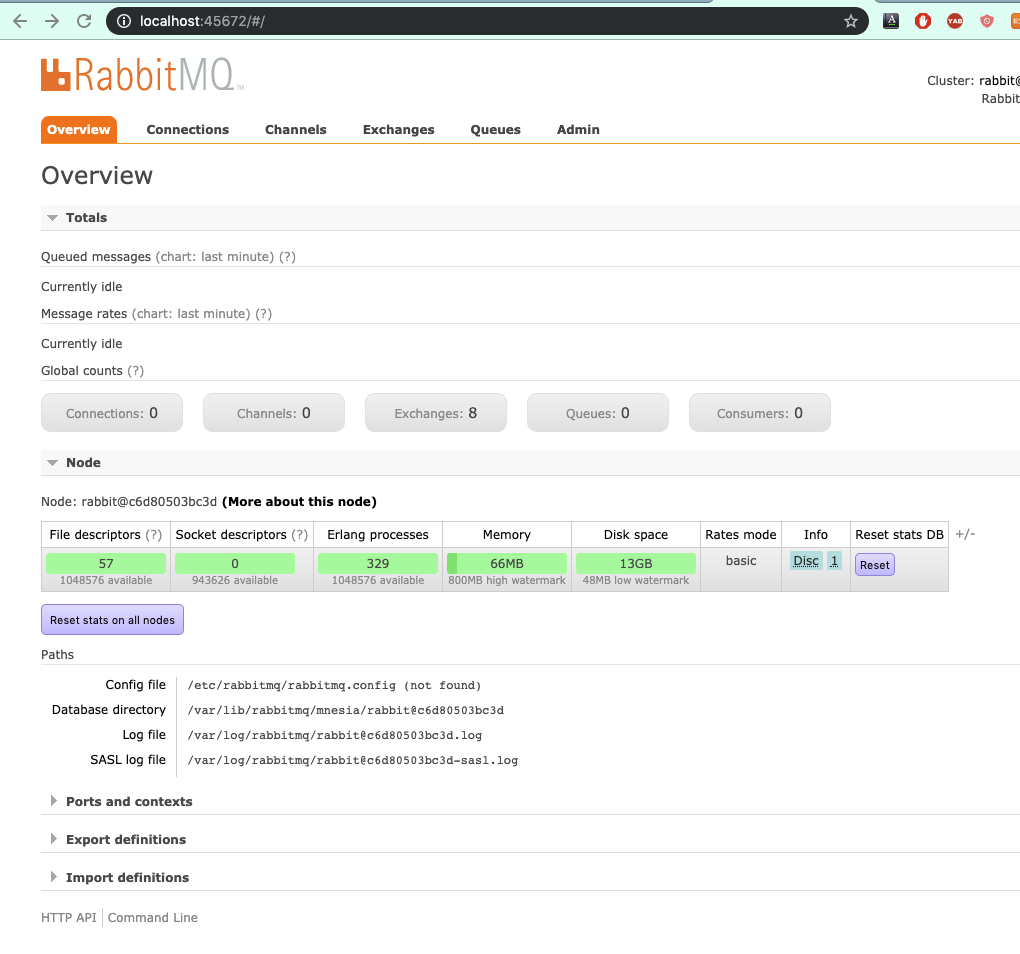 localhost:45672/#/
A
YAB
RabbitMQ TM
Cluster: rabbit@
Rabbit
Overview Connections Channels Exchanges Queues Admin
Overview
Totals
Queued messages (chart: last minute) (?)
Currently idle
Message rates (chart: last minute) (?)
Currently idle
Global counts (?)
Connections: 0 Channels: 0 Exchanges: 8 Queues: 0 Consumers: 0
Node
Node: rabbit@c6d80503bc3d (More about this node)
File descriptors (?) Socket descriptors (?) Erlang processes Memory Disk space Rates mode Info Reset stats DB +/-
57 0 329 66MB 13GB basic Disc 1 Reset
1048576 available 943626 available 1048576 available 800MB high watermark 48MB low watermark
Reset stats on all nodes
Paths
Config file /etc/rabbitmq/rabbitmq.config (not found)
Database directory /var/lib/rabbitmq/mnesia/rabbit@c6d80503bc3d
Log file /var/log/rabbitmq/rabbit@c6d80503bc3d.log
SASL log file /var/log/rabbitmq/rabbit@c6d80503bc3d-sasl.log
Ports and contexts
Export definitions
Import definitions
HTTP API Command Line